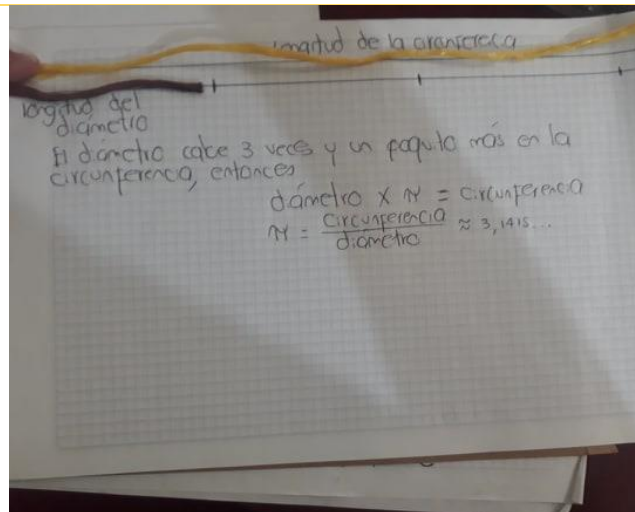 longitud de la circunferencia
longitud del
diámetro
El diámetro cabe 3 veces y un poquito más en la
circunferencia, entonces
diámetro x π = circunferencia
π = circunferencia / diámetro ≈ 3,1415...